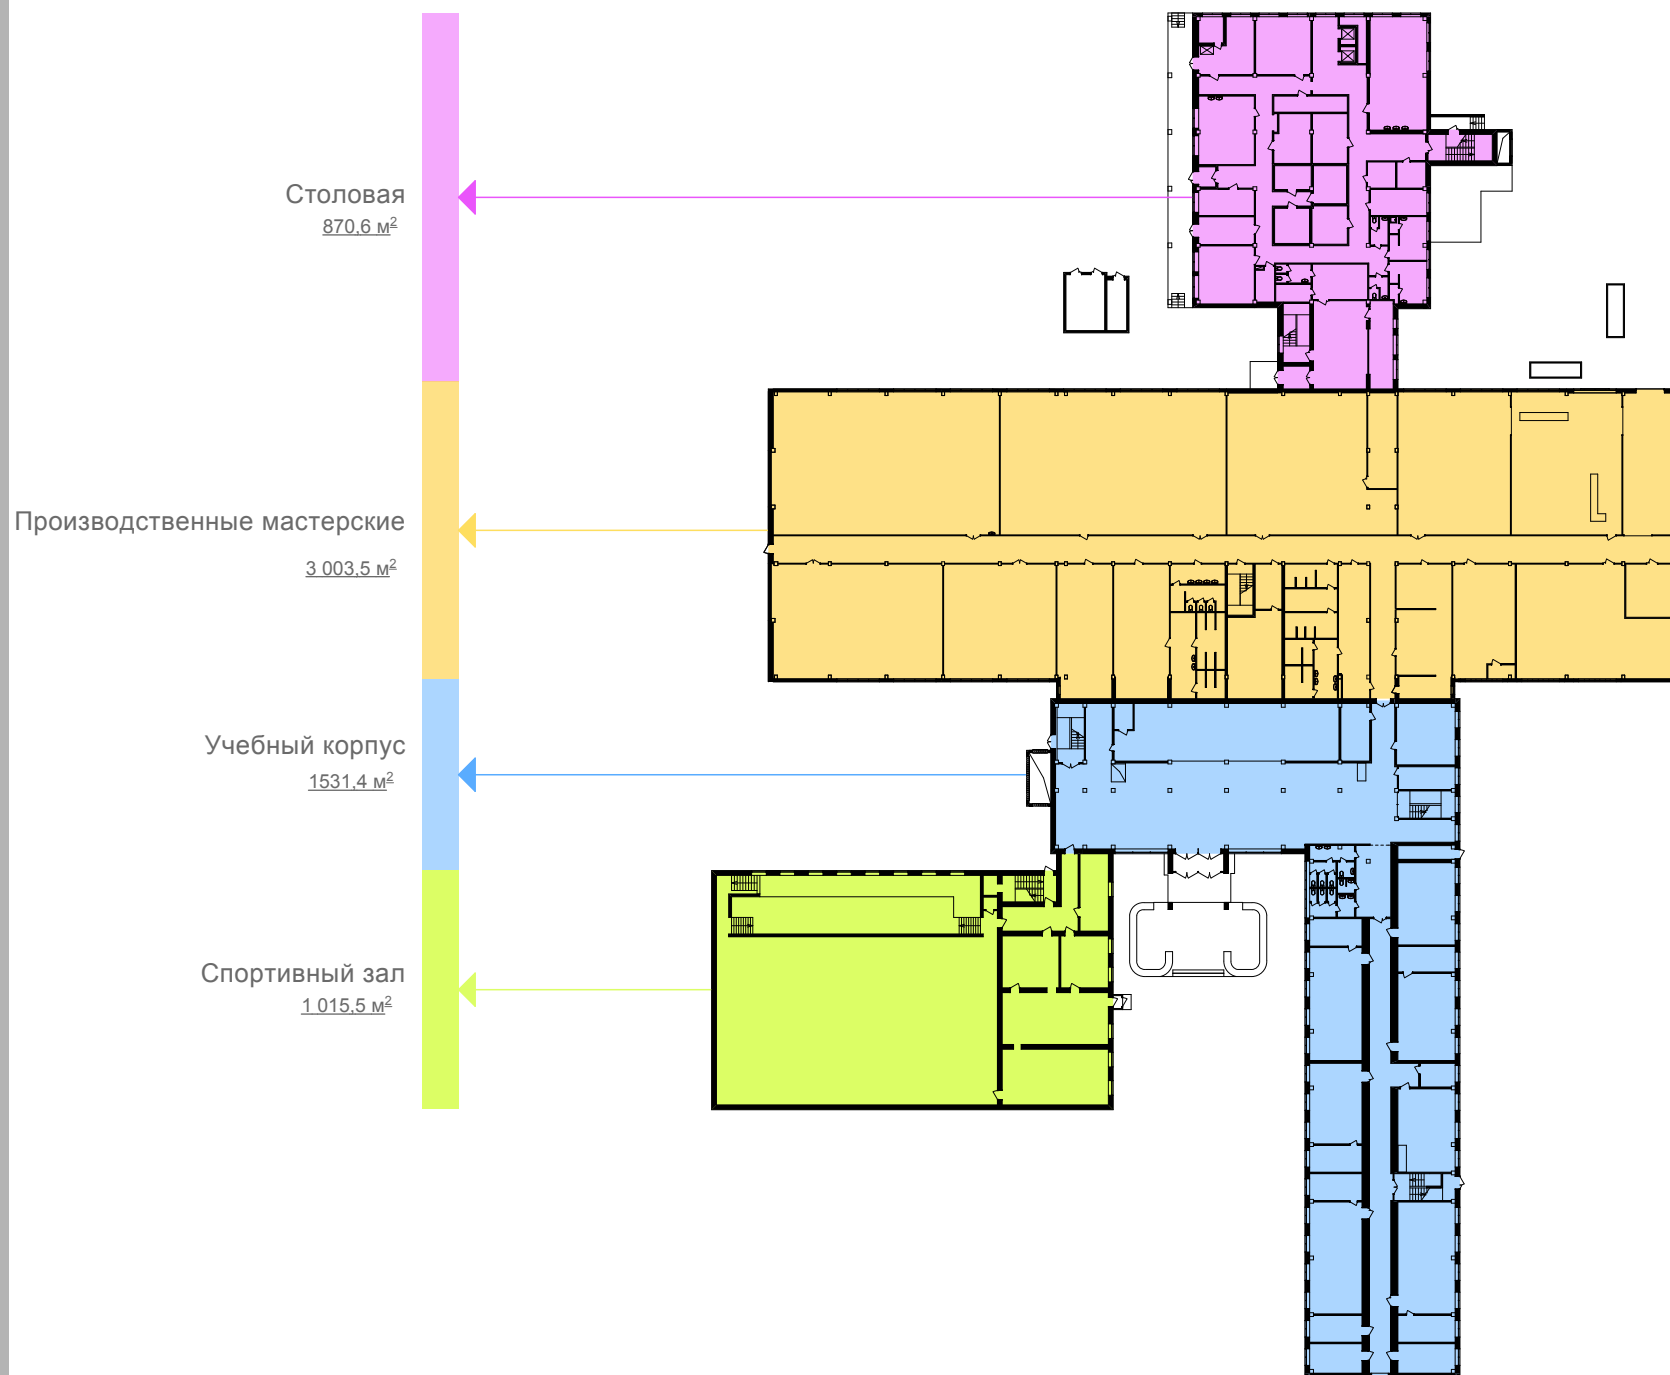 Столовая
870,6 м²
Производственные мастерские
3 003,5 м²
Учебный корпус
1531,4 м²
Спортивный зал
1 015,5 м²